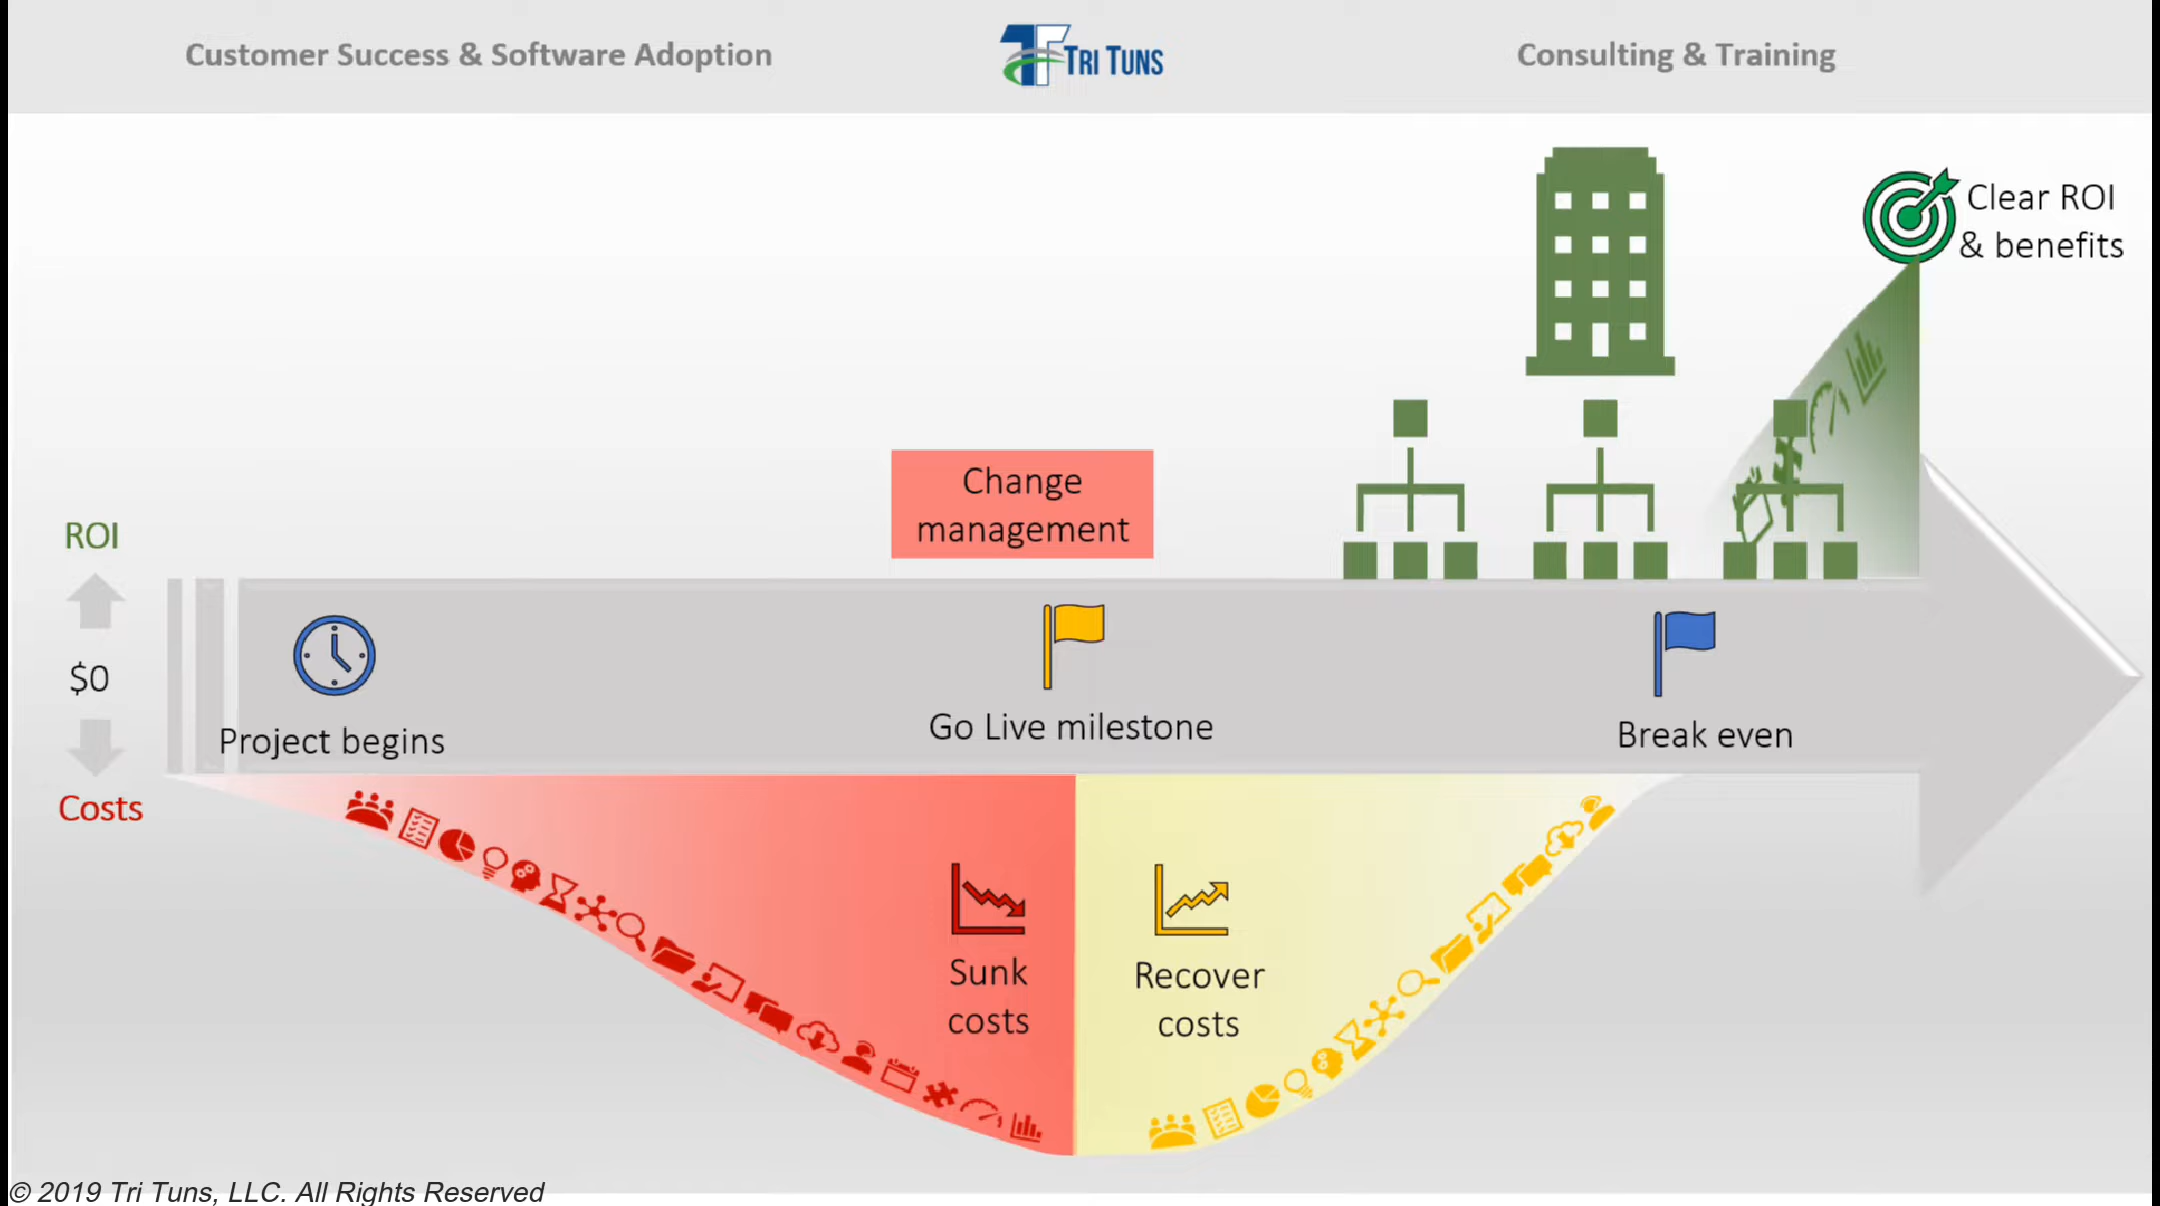 Customer Success & Software Adoption
TRI TUNS
Consulting & Training
Clear ROI
& benefits
Change
management
ROI
$0
Costs
Project begins
Go Live milestone
Break even
Sunk
costs
Recover
costs
© 2019 Tri Tuns, LLC. All Rights Reserved